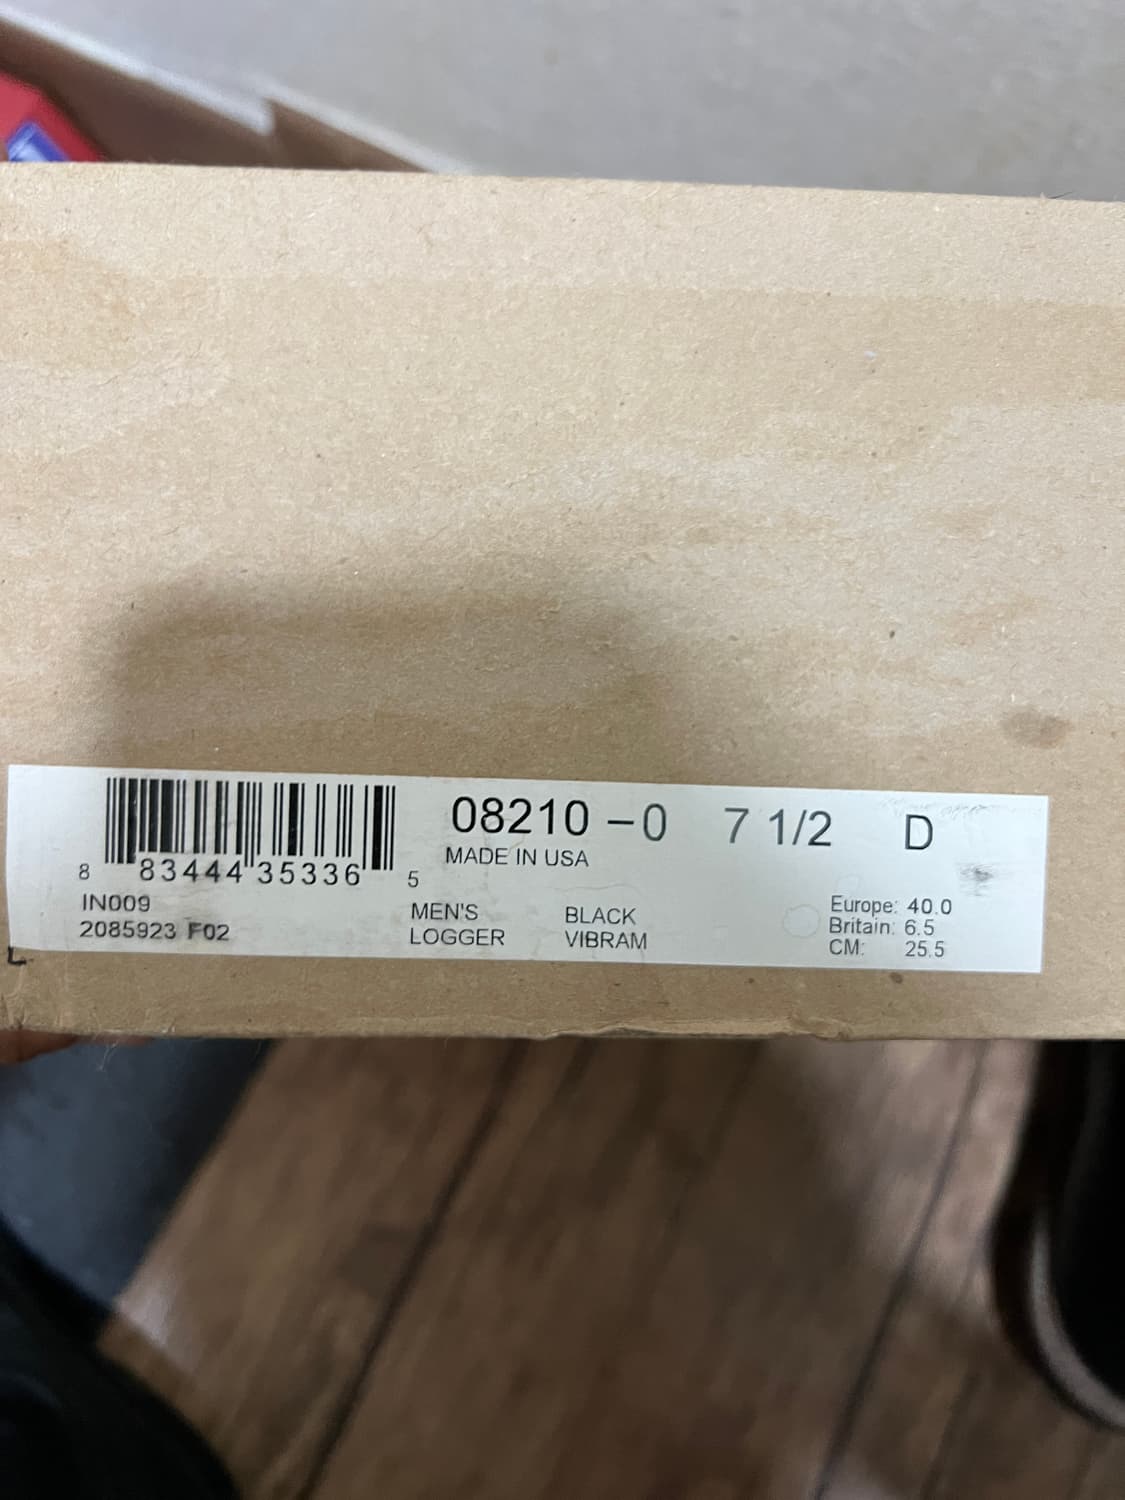 08210 – 0 7 1/2 D
MADE IN USA
8 83444 35336 5
IN009
2085923 F02
MEN'S
LOGGER
BLACK
VIBRAM
Europe: 40.0
Britain: 6.5
CM: 25.5
L